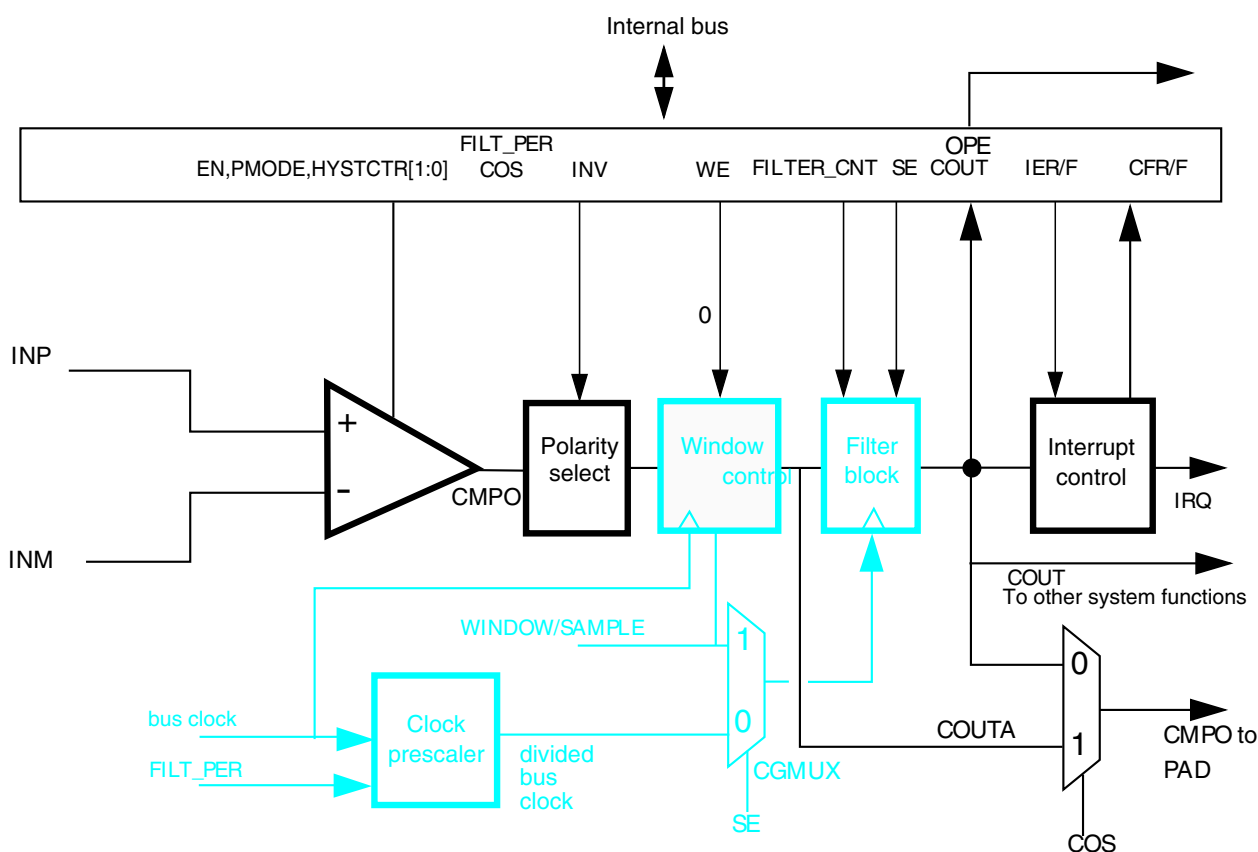 Internal bus
FILT_PER
OPE
EN,PMODE,HYSTCTR[1:0]
COS
INV
WE
FILTER_CNT
SE
COUT
IER/F
CFR/F
0
INP
+
-
INM
CMPO
Polarity
select
Window
control
Filter
block
Interrupt
control
IRQ
COUT
To other system functions
WINDOW/SAMPLE
1
0
0
1
bus clock
FILT_PER
Clock
prescaler
divided
bus
clock
CGMUX
SE
COUTA
CMPO to
PAD
COS